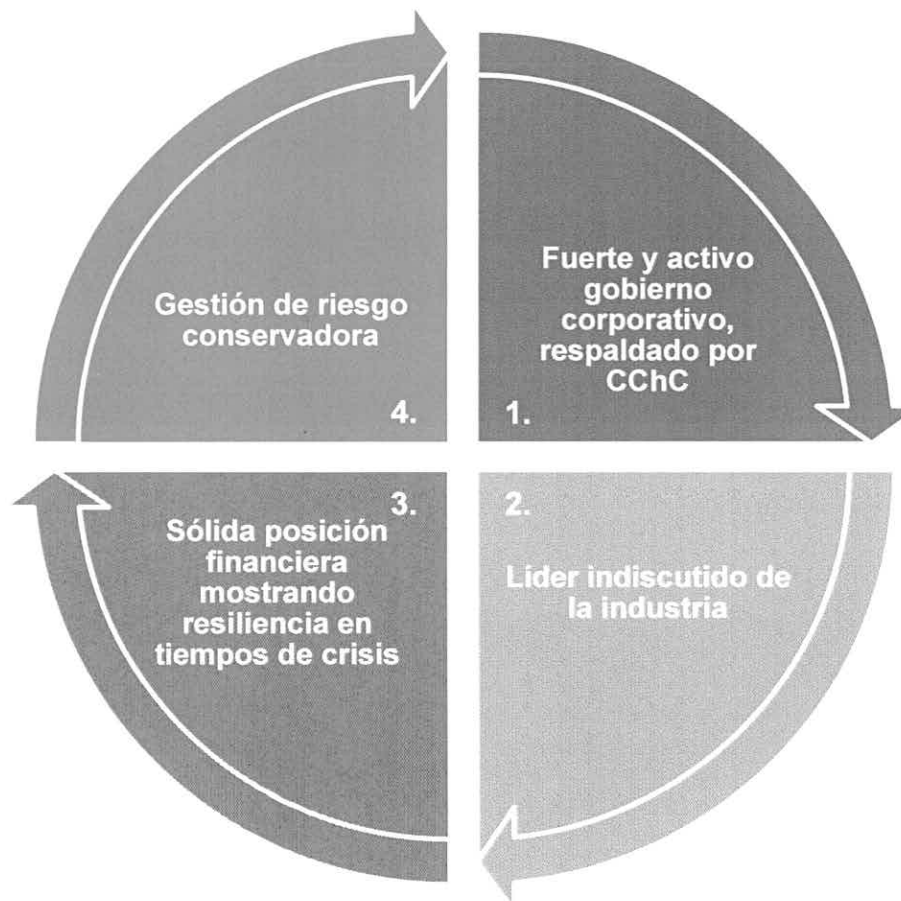 Fuerte y activo
gobierno
corporativo,
respaldado por
CChC
1.
2.
Líder indiscutido de
la industria
3.
Sólida posición
financiera
mostrando
resiliencia en
tiempos de crisis
Gestión de riesgo
conservadora
4.